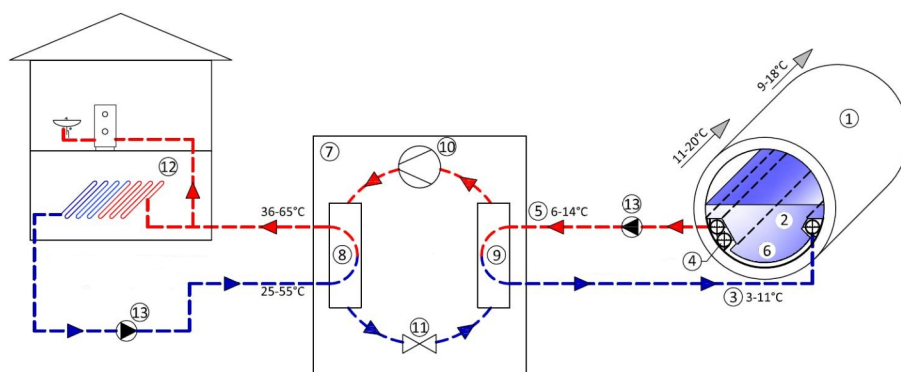 9-18°C
11-20°C
①
⑦
⑩
⑫
36-65°C
⑤ 6-14°C
⑬
②
⑧
⑨
④
⑥
25-55°C
③ 3-11°C
⑬
⑪